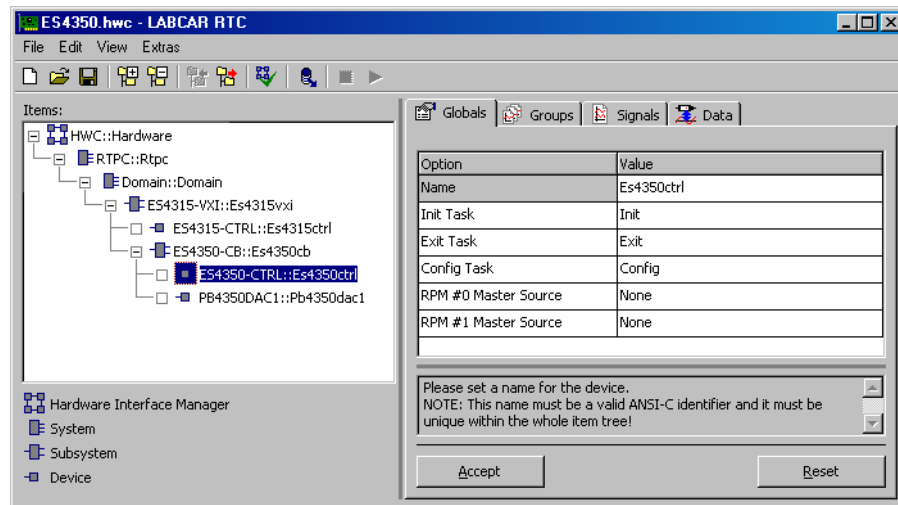 ES4350.hwc - LABCAR RTC
File Edit View Extras
Items:
HWC::Hardware
RTPC::Rtpc
Domain::Domain
ES4315-VXI::Es4315vxi
ES4315-CTRL::Es4315ctrl
ES4350-CB::Es4350cb
ES4350-CTRL::Es4350ctrl
PB4350DAC1::Pb4350dac1
Hardware Interface Manager
System
Subsystem
Device
Globals Groups Signals Data
Option Value
Name Es4350ctrl
Init Task Init
Exit Task Exit
Config Task Config
RPM #0 Master Source None
RPM #1 Master Source None
Please set a name for the device.
NOTE: This name must be a valid ANSI-C identifier and it must be
unique within the whole item tree!
Accept Reset